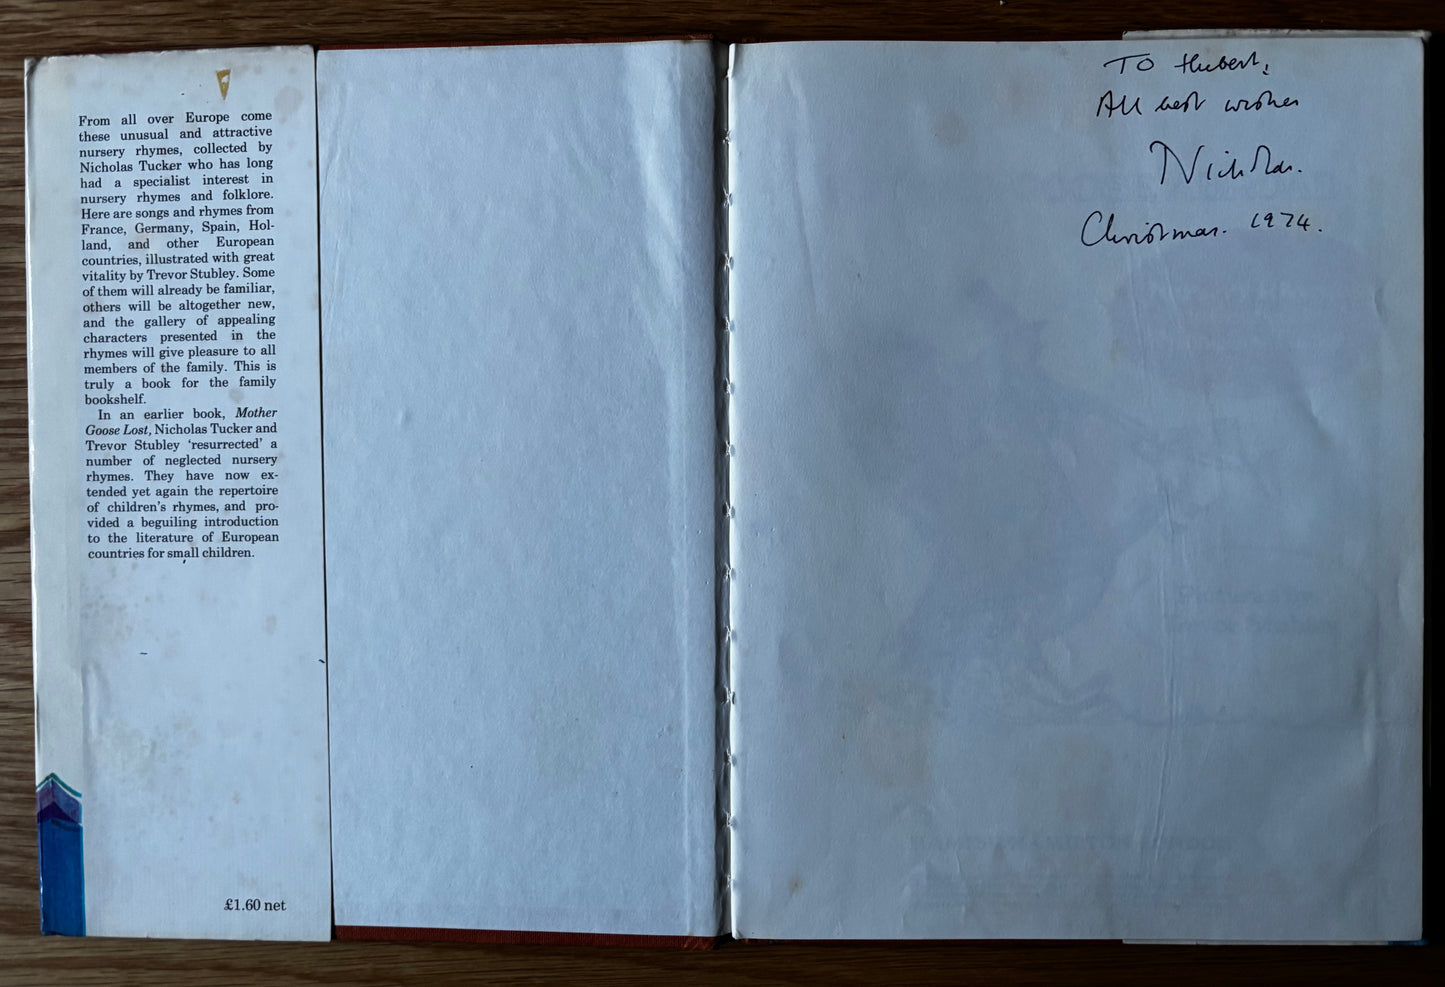 From all over Europe come
these unusual and attractive
nursery rhymes, collected by
Nicholas Tucker who has long
had a specialist interest in
nursery rhymes and folklore.
Here are songs and rhymes from
France, Germany, Spain, Hol-
land, and other European
countries, illustrated with great
vitality by Trevor Stubley. Some
of them will already be familiar,
others will be altogether new,
and the gallery of appealing
characters presented in the
rhymes will give pleasure to all
members of the family. This is
truly a book for the family
bookshelf.
In an earlier book, Mother
Goose Lost, Nicholas Tucker and
Trevor Stubley ‘resurrected’ a
number of neglected nursery
rhymes. They have now ex-
tended yet again the repertoire
of children’s rhymes, and pro-
vided a beguiling introduction
to the literature of European
countries for small children.
£1.60 net
TO Hubert,
All best wishes
Nicholas.
Christmas. 1974.